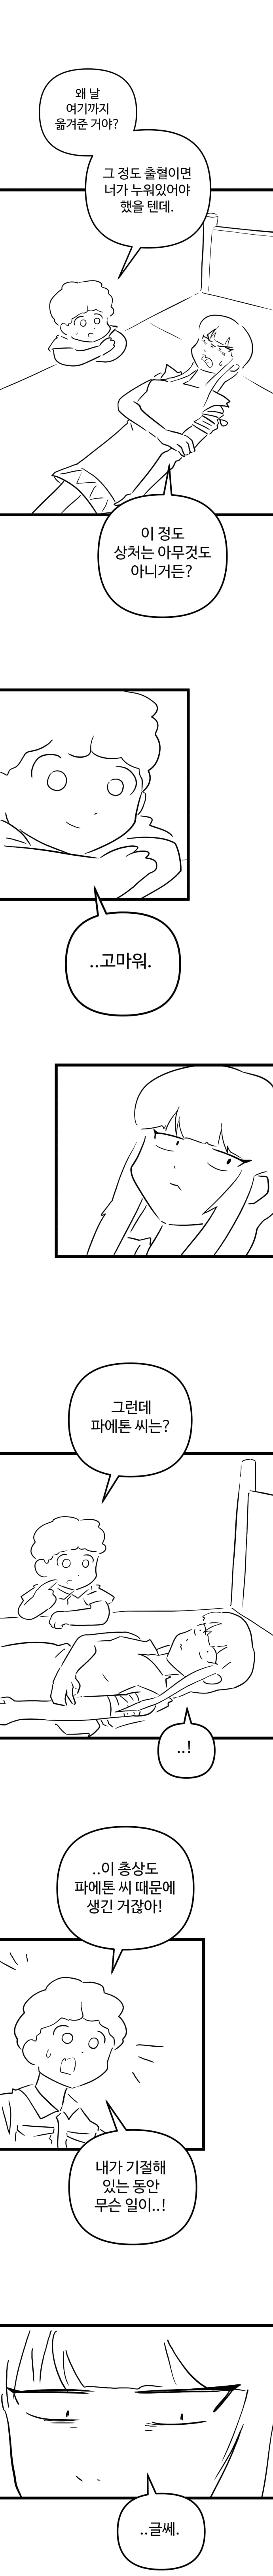 왜 날
여기까지
옮겨준 거야?
그 정도 출혈이면
너가 누워있어야
했을 텐데.
이 정도
상처는 아무것도
아니거든?
..고마워.
그런데
파에톤 씨는?
..!
..이 총상도
파에톤 씨 때문에
생긴 거잖아!
내가 기절해
있는 동안
무슨 일이..!
..글쎄.